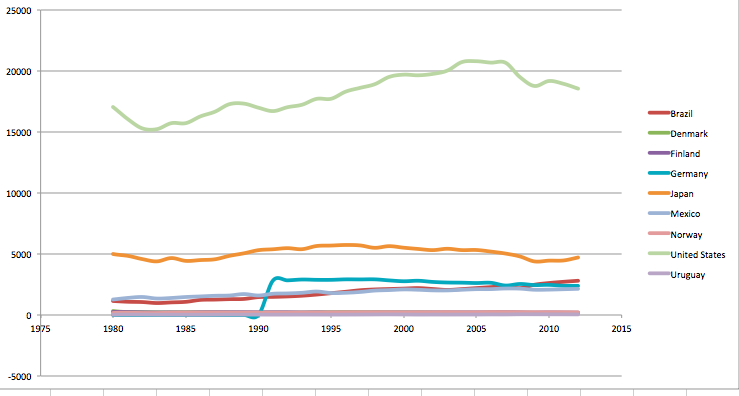 25000
20000
15000
10000
5000
0
-5000
1975 1980 1985 1990 1995 2000 2005 2010 2015
Brazil
Denmark
Finland
Germany
Japan
Mexico
Norway
United States
Uruguay